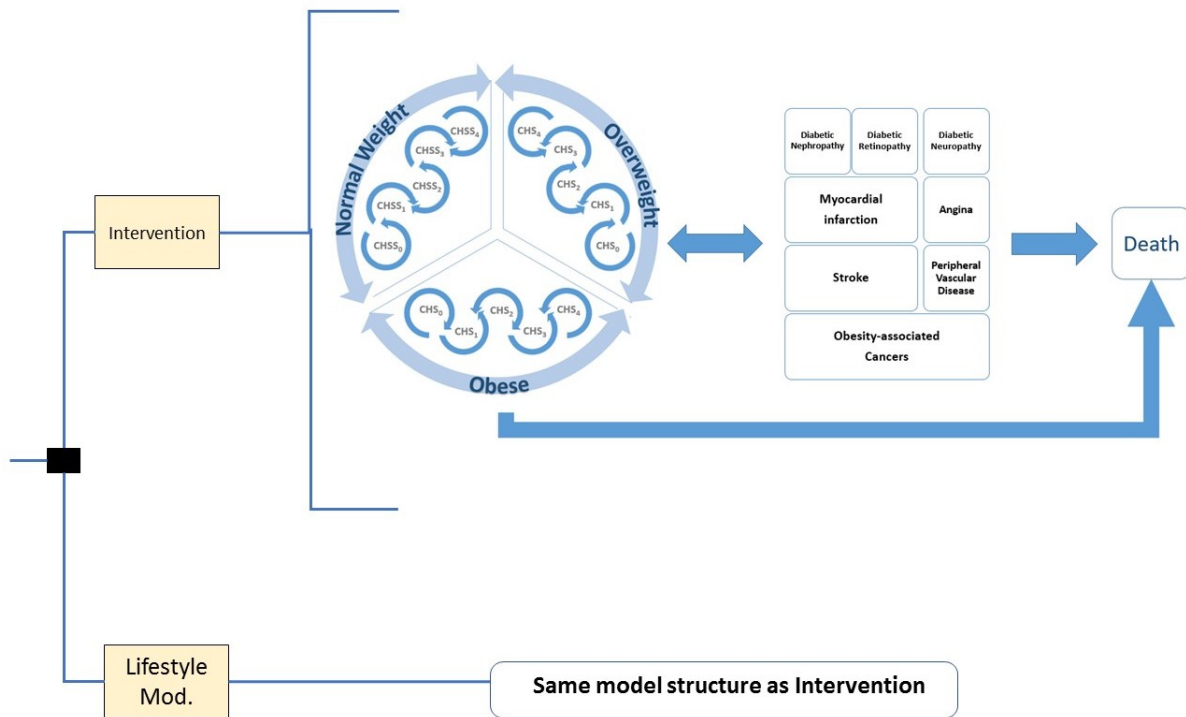 Normal Weight
CHSS4
CHSS3
CHSS2
CHSS1
CHSS0
Overweight
CHS4
CHS3
CHS2
CHS1
CHS0
CHS0
CHS1
CHS2
CHS3
CHS4
Obese
Intervention
Diabetic
Nephropathy
Diabetic
Retinopathy
Diabetic
Neuropathy
Myocardial
infarction
Angina
Stroke
Peripheral
Vascular
Disease
Obesity-associated
Cancers
Death
Lifestyle
Mod.
Same model structure as Intervention